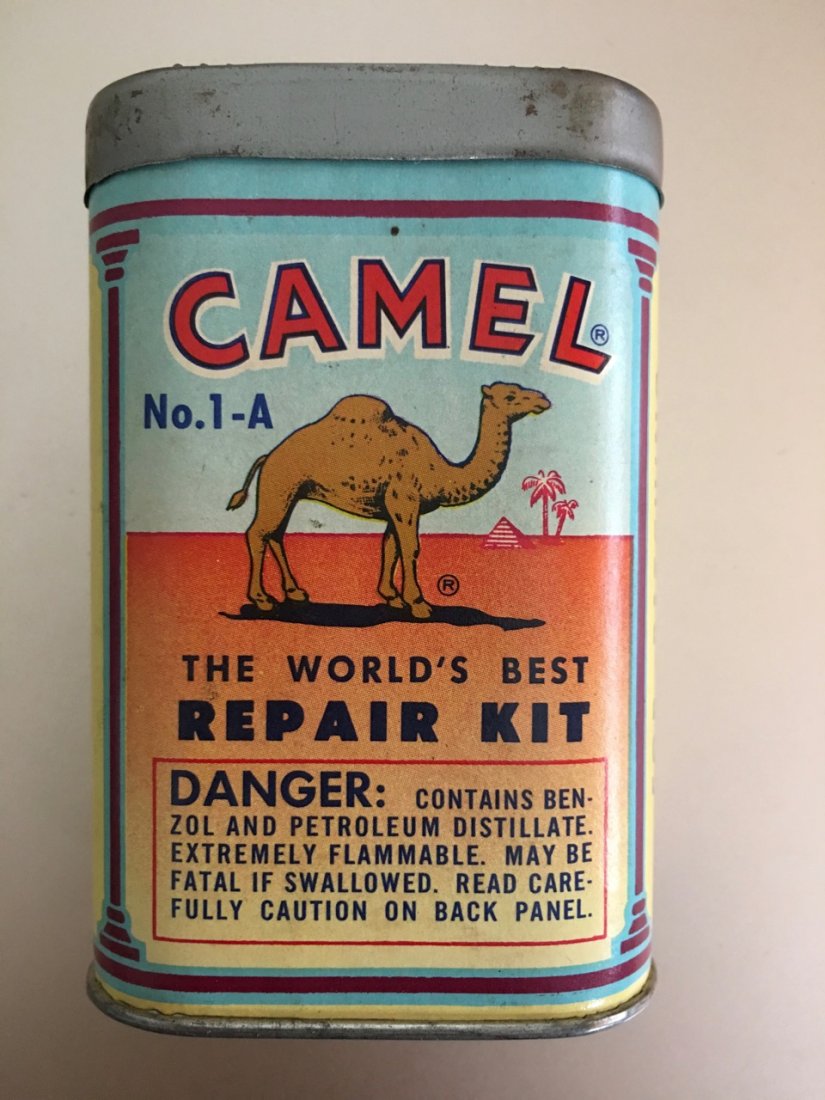 CAMEL®
No.1-A
®
THE WORLD'S BEST
REPAIR KIT
DANGER: CONTAINS BEN-
ZOL AND PETROLEUM DISTILLATE.
EXTREMELY FLAMMABLE. MAY BE
FATAL IF SWALLOWED. READ CARE-
FULLY CAUTION ON BACK PANEL.